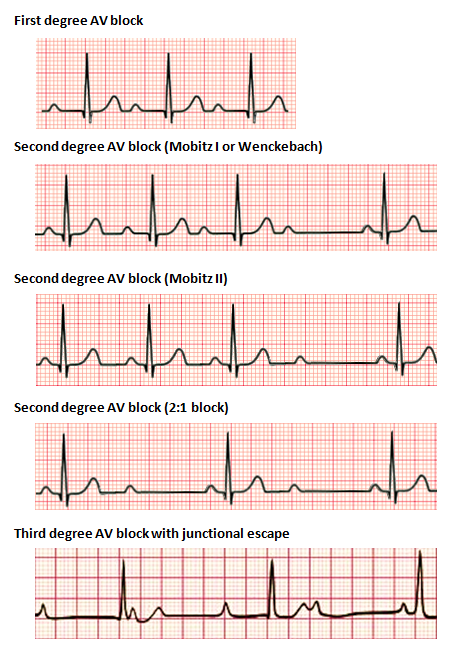 First degree AV block
Second degree AV block (Mobitz I or Wenckebach)
Second degree AV block (Mobitz II)
Second degree AV block (2:1 block)
Third degree AV block with junctional escape